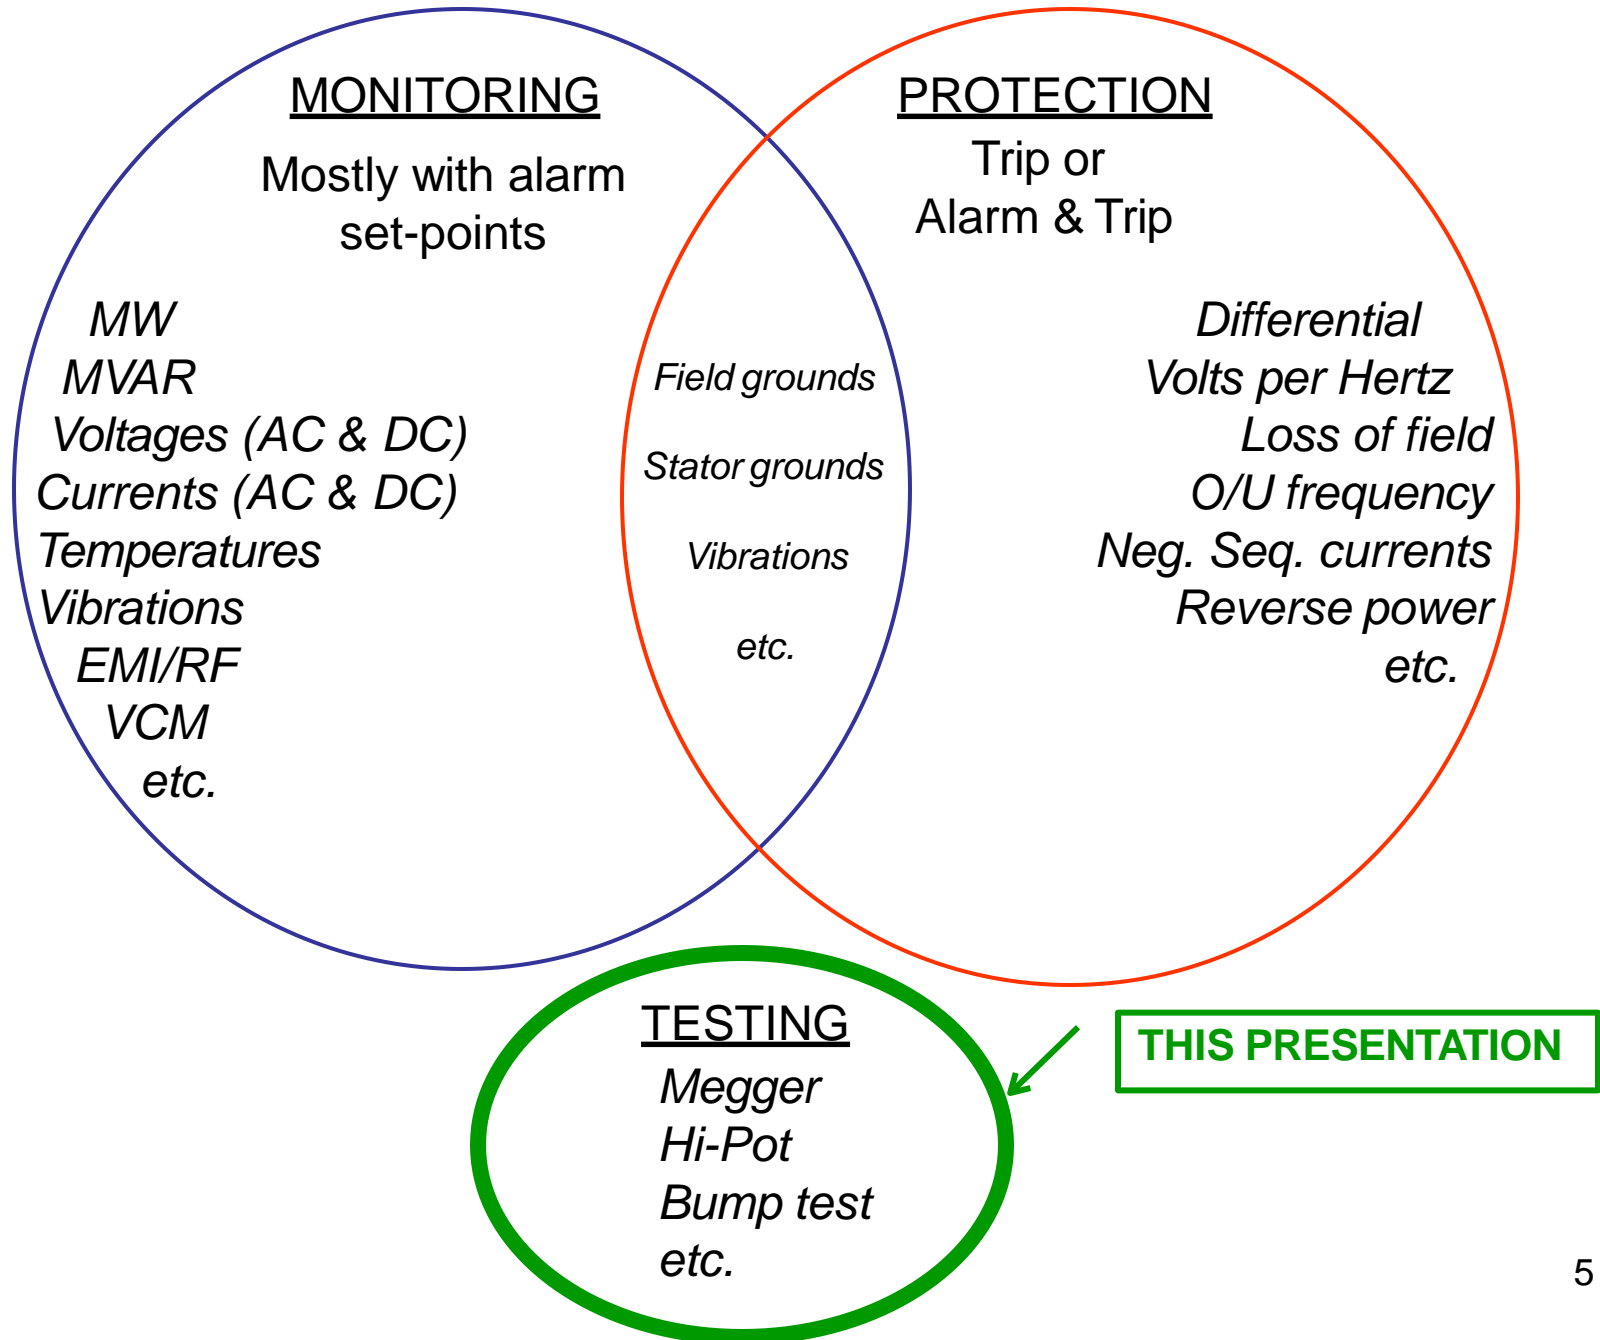 MONITORING
Mostly with alarm
set-points
MW
MVAR
Voltages (AC & DC)
Currents (AC & DC)
Temperatures
Vibrations
EMI/RF
VCM
etc.
Field grounds
Stator grounds
Vibrations
etc.
PROTECTION
Trip or
Alarm & Trip
Differential
Volts per Hertz
Loss of field
O/U frequency
Neg. Seq. currents
Reverse power
etc.
TESTING
Megger
Hi-Pot
Bump test
etc.
THIS PRESENTATION
5